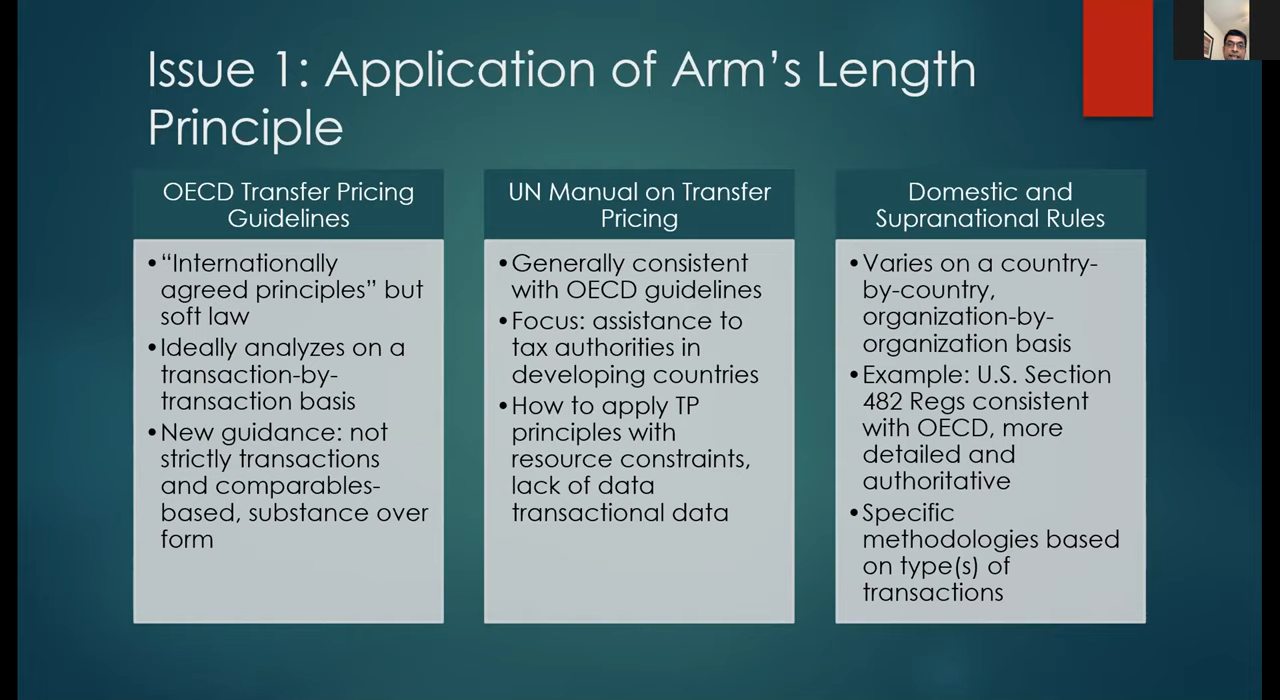 Issue 1: Application of Arm’s Length
Principle
OECD Transfer Pricing
Guidelines
•“Internationally
agreed principles” but
soft law
•Ideally analyzes on a
transaction-by-
transaction basis
•New guidance: not
strictly transactions
and comparables-
based, substance over
form
UN Manual on Transfer
Pricing
•Generally consistent
with OECD guidelines
•Focus: assistance to
tax authorities in
developing countries
•How to apply TP
principles with
resource constraints,
lack of data
transactional data
Domestic and
Supranational Rules
•Varies on a country-
by-country,
organization-by-
organization basis
•Example: U.S. Section
482 Regs consistent
with OECD, more
detailed and
authoritative
•Specific
methodologies based
on type(s) of
transactions